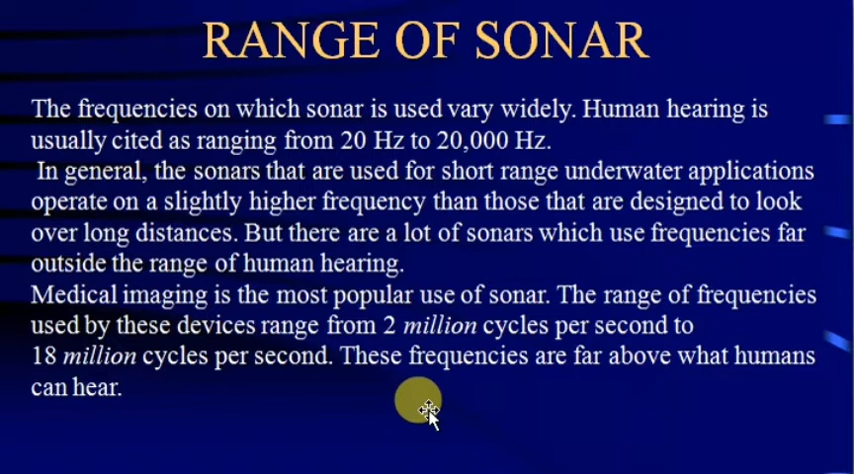 RANGE OF SONAR
The frequencies on which sonar is used vary widely. Human hearing is
usually cited as ranging from 20 Hz to 20,000 Hz.
In general, the sonars that are used for short range underwater applications
operate on a slightly higher frequency than those that are designed to look
over long distances. But there are a lot of sonars which use frequencies far
outside the range of human hearing.
Medical imaging is the most popular use of sonar. The range of frequencies
used by these devices range from 2 million cycles per second to
18 million cycles per second. These frequencies are far above what humans
can hear.